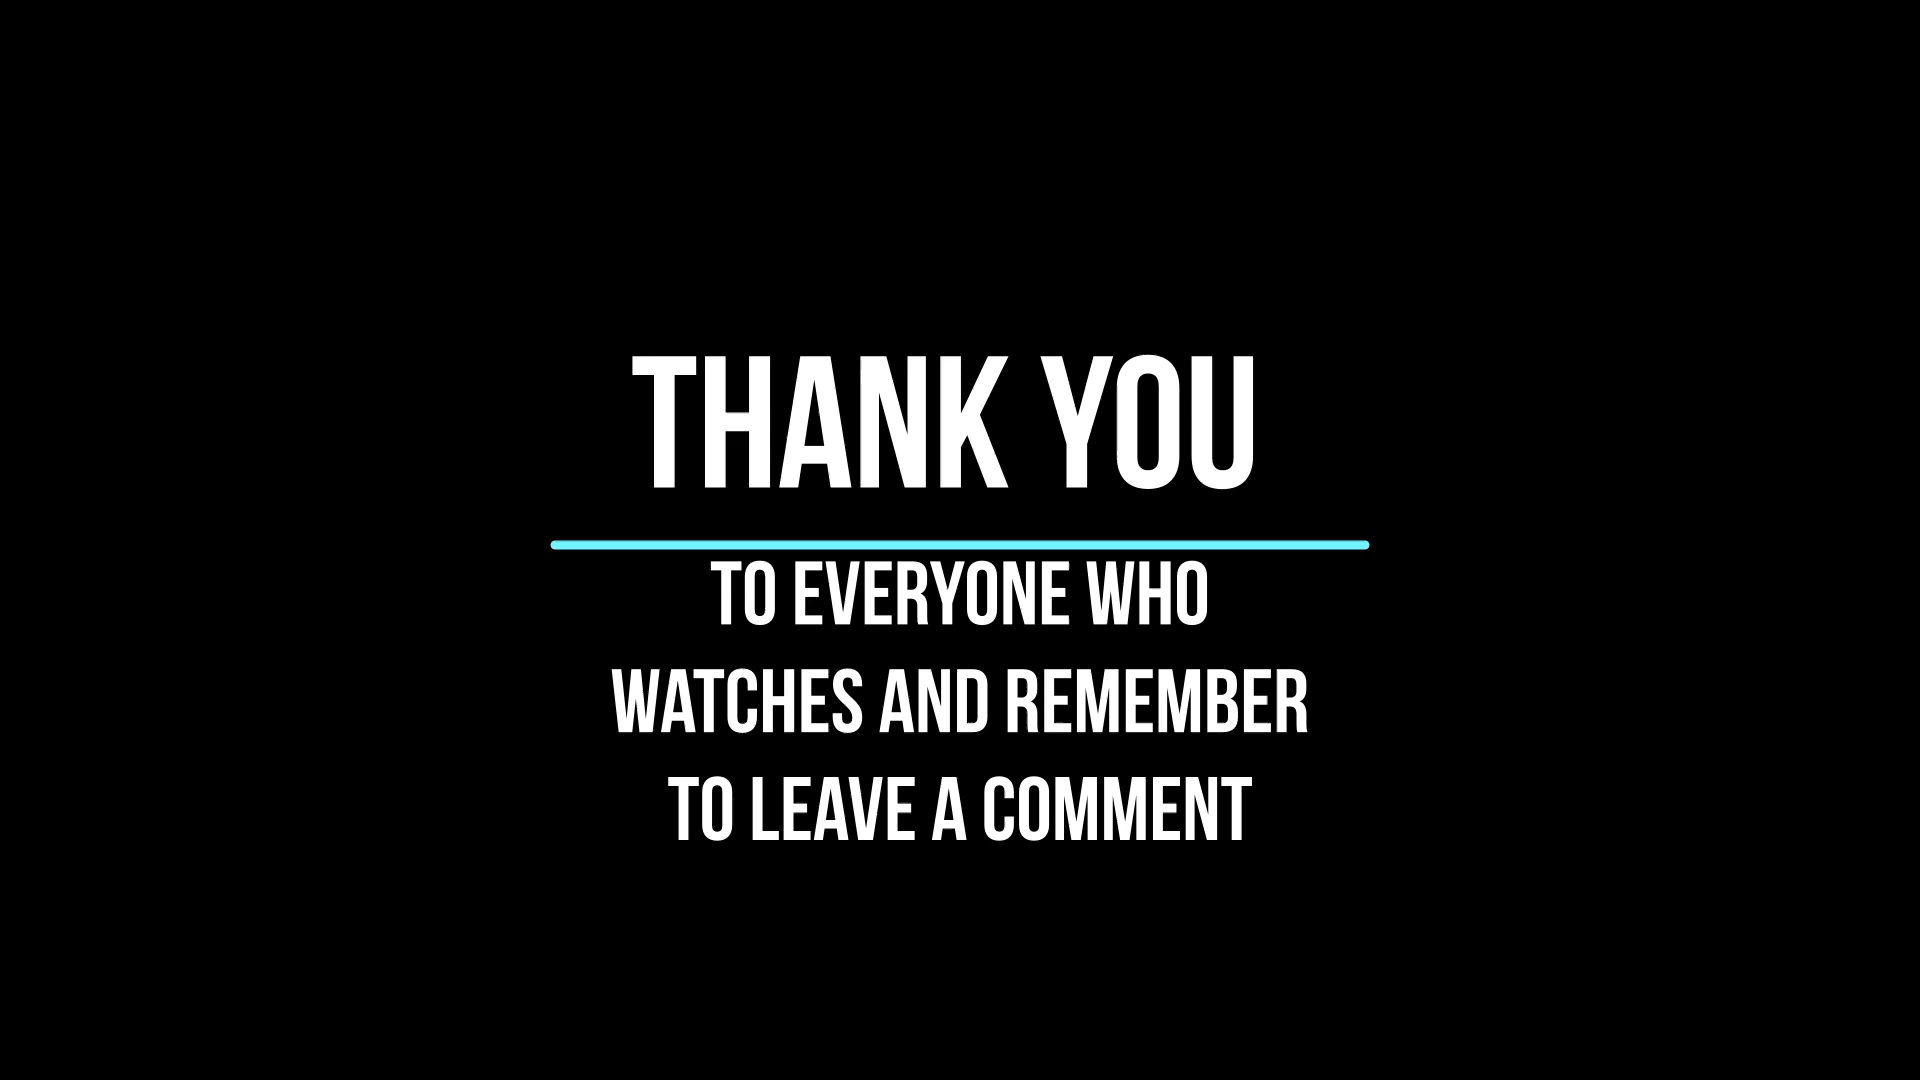 THANK YOU
TO EVERYONE WHO
WATCHES AND REMEMBER
TO LEAVE A COMMENT